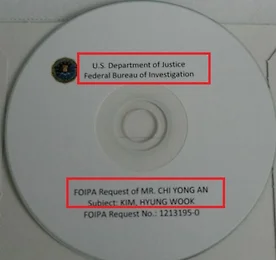 U.S. Department of Justice
Federal Bureau of Investigation
FOIPA Request of MR. CHI YONG AN
Subject: KIM, HYUNG WOOK
FOIPA Request No.: 1213195-0